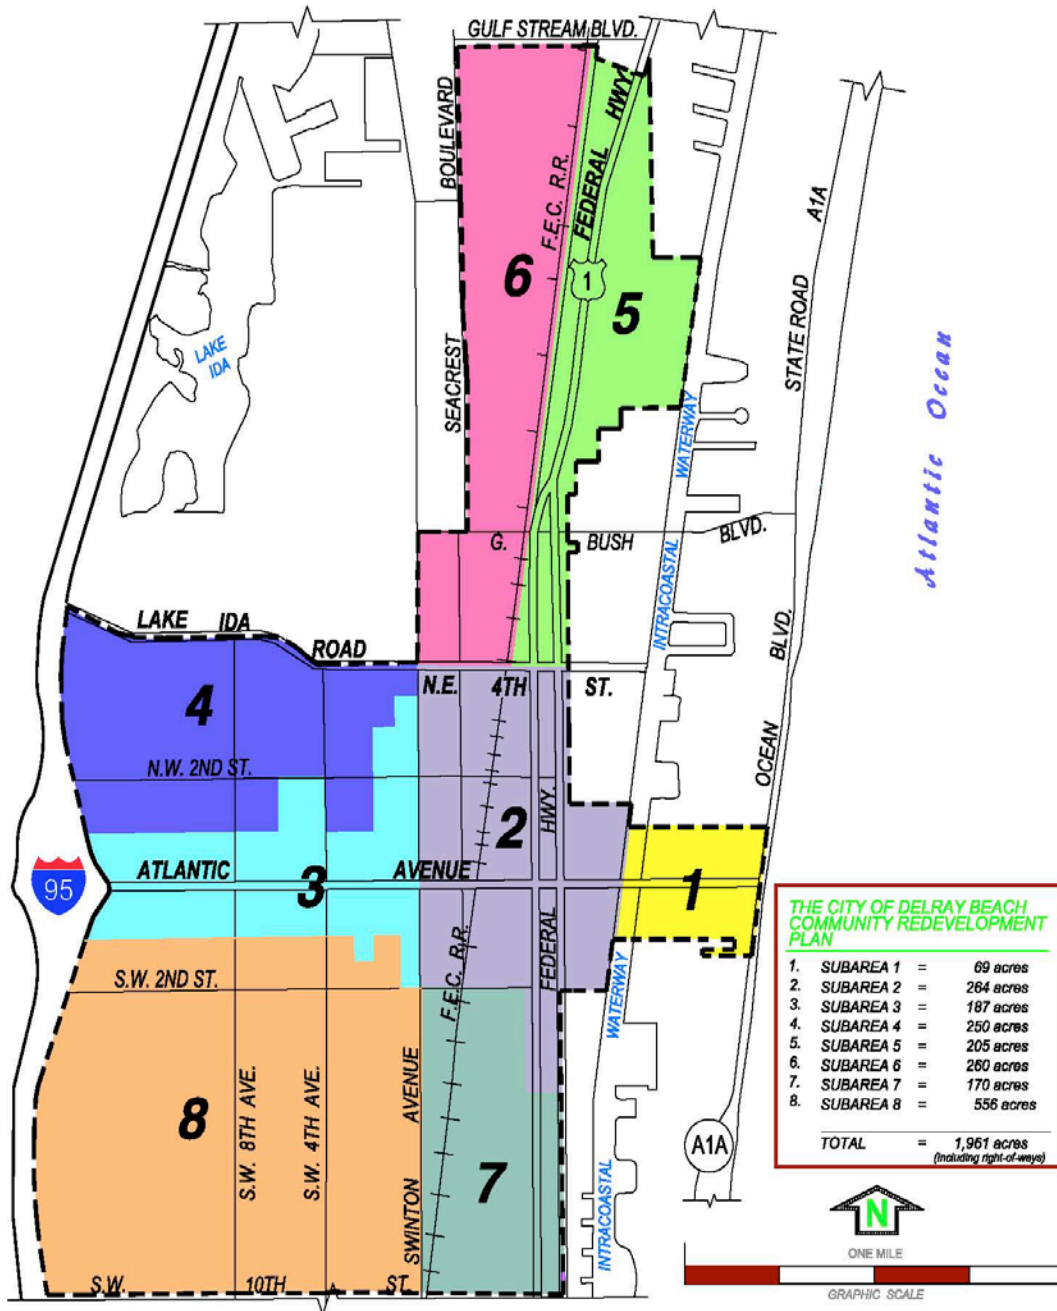 GULF STREAM BLVD.
BOULEVARD
SEACREST
F.E.C. R.R.
FEDERAL HWY
1
6
5
LAKE
IDA
STATE ROAD A1A
Atlantic Ocean
INTRACOASTAL WATERWAY
G. BUSH BLVD.
OCEAN BLVD.
LAKE IDA ROAD
N.E. 4TH ST.
4
N.W. 2ND ST.
2
HWY.
FEDERAL
95
ATLANTIC AVENUE
3
1
F.E.C. R.R.
S.W. 2ND ST.
WATERWAY
INTRACOASTAL
8
S.W. 8TH AVE.
S.W. 4TH AVE.
SWINTON AVENUE
7
S.W. 10TH ST.
A1A
THE CITY OF DELRAY BEACH
COMMUNITY REDEVELOPMENT
PLAN
1. SUBAREA 1 = 69 acres
2. SUBAREA 2 = 264 acres
3. SUBAREA 3 = 187 acres
4. SUBAREA 4 = 250 acres
5. SUBAREA 5 = 205 acres
6. SUBAREA 6 = 260 acres
7. SUBAREA 7 = 170 acres
8. SUBAREA 8 = 556 acres
TOTAL = 1,961 acres
(including right-of-ways)
N
ONE MILE
GRAPHIC SCALE